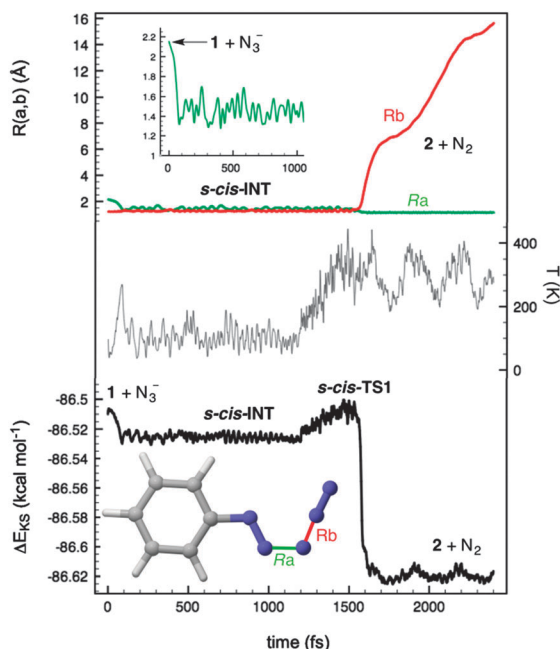 16
14
12
10
8
6
4
2
R(a,b) (Å)
2.2
2
1.8
1.6
1.4
1.2
1
0 500 1000
1 + N₃⁻
s-cis-INT
Rb
2 + N₂
Ra
400
200
0
T (K)
s-cis-TS1
1 + N₃⁻
s-cis-INT
-86.5
-86.52
-86.54
-86.56
-86.58
-86.6
-86.62
ΔE_KS (kcal mol⁻¹)
Rb
Ra
2 + N₂
0 500 1000 1500 2000
time (fs)